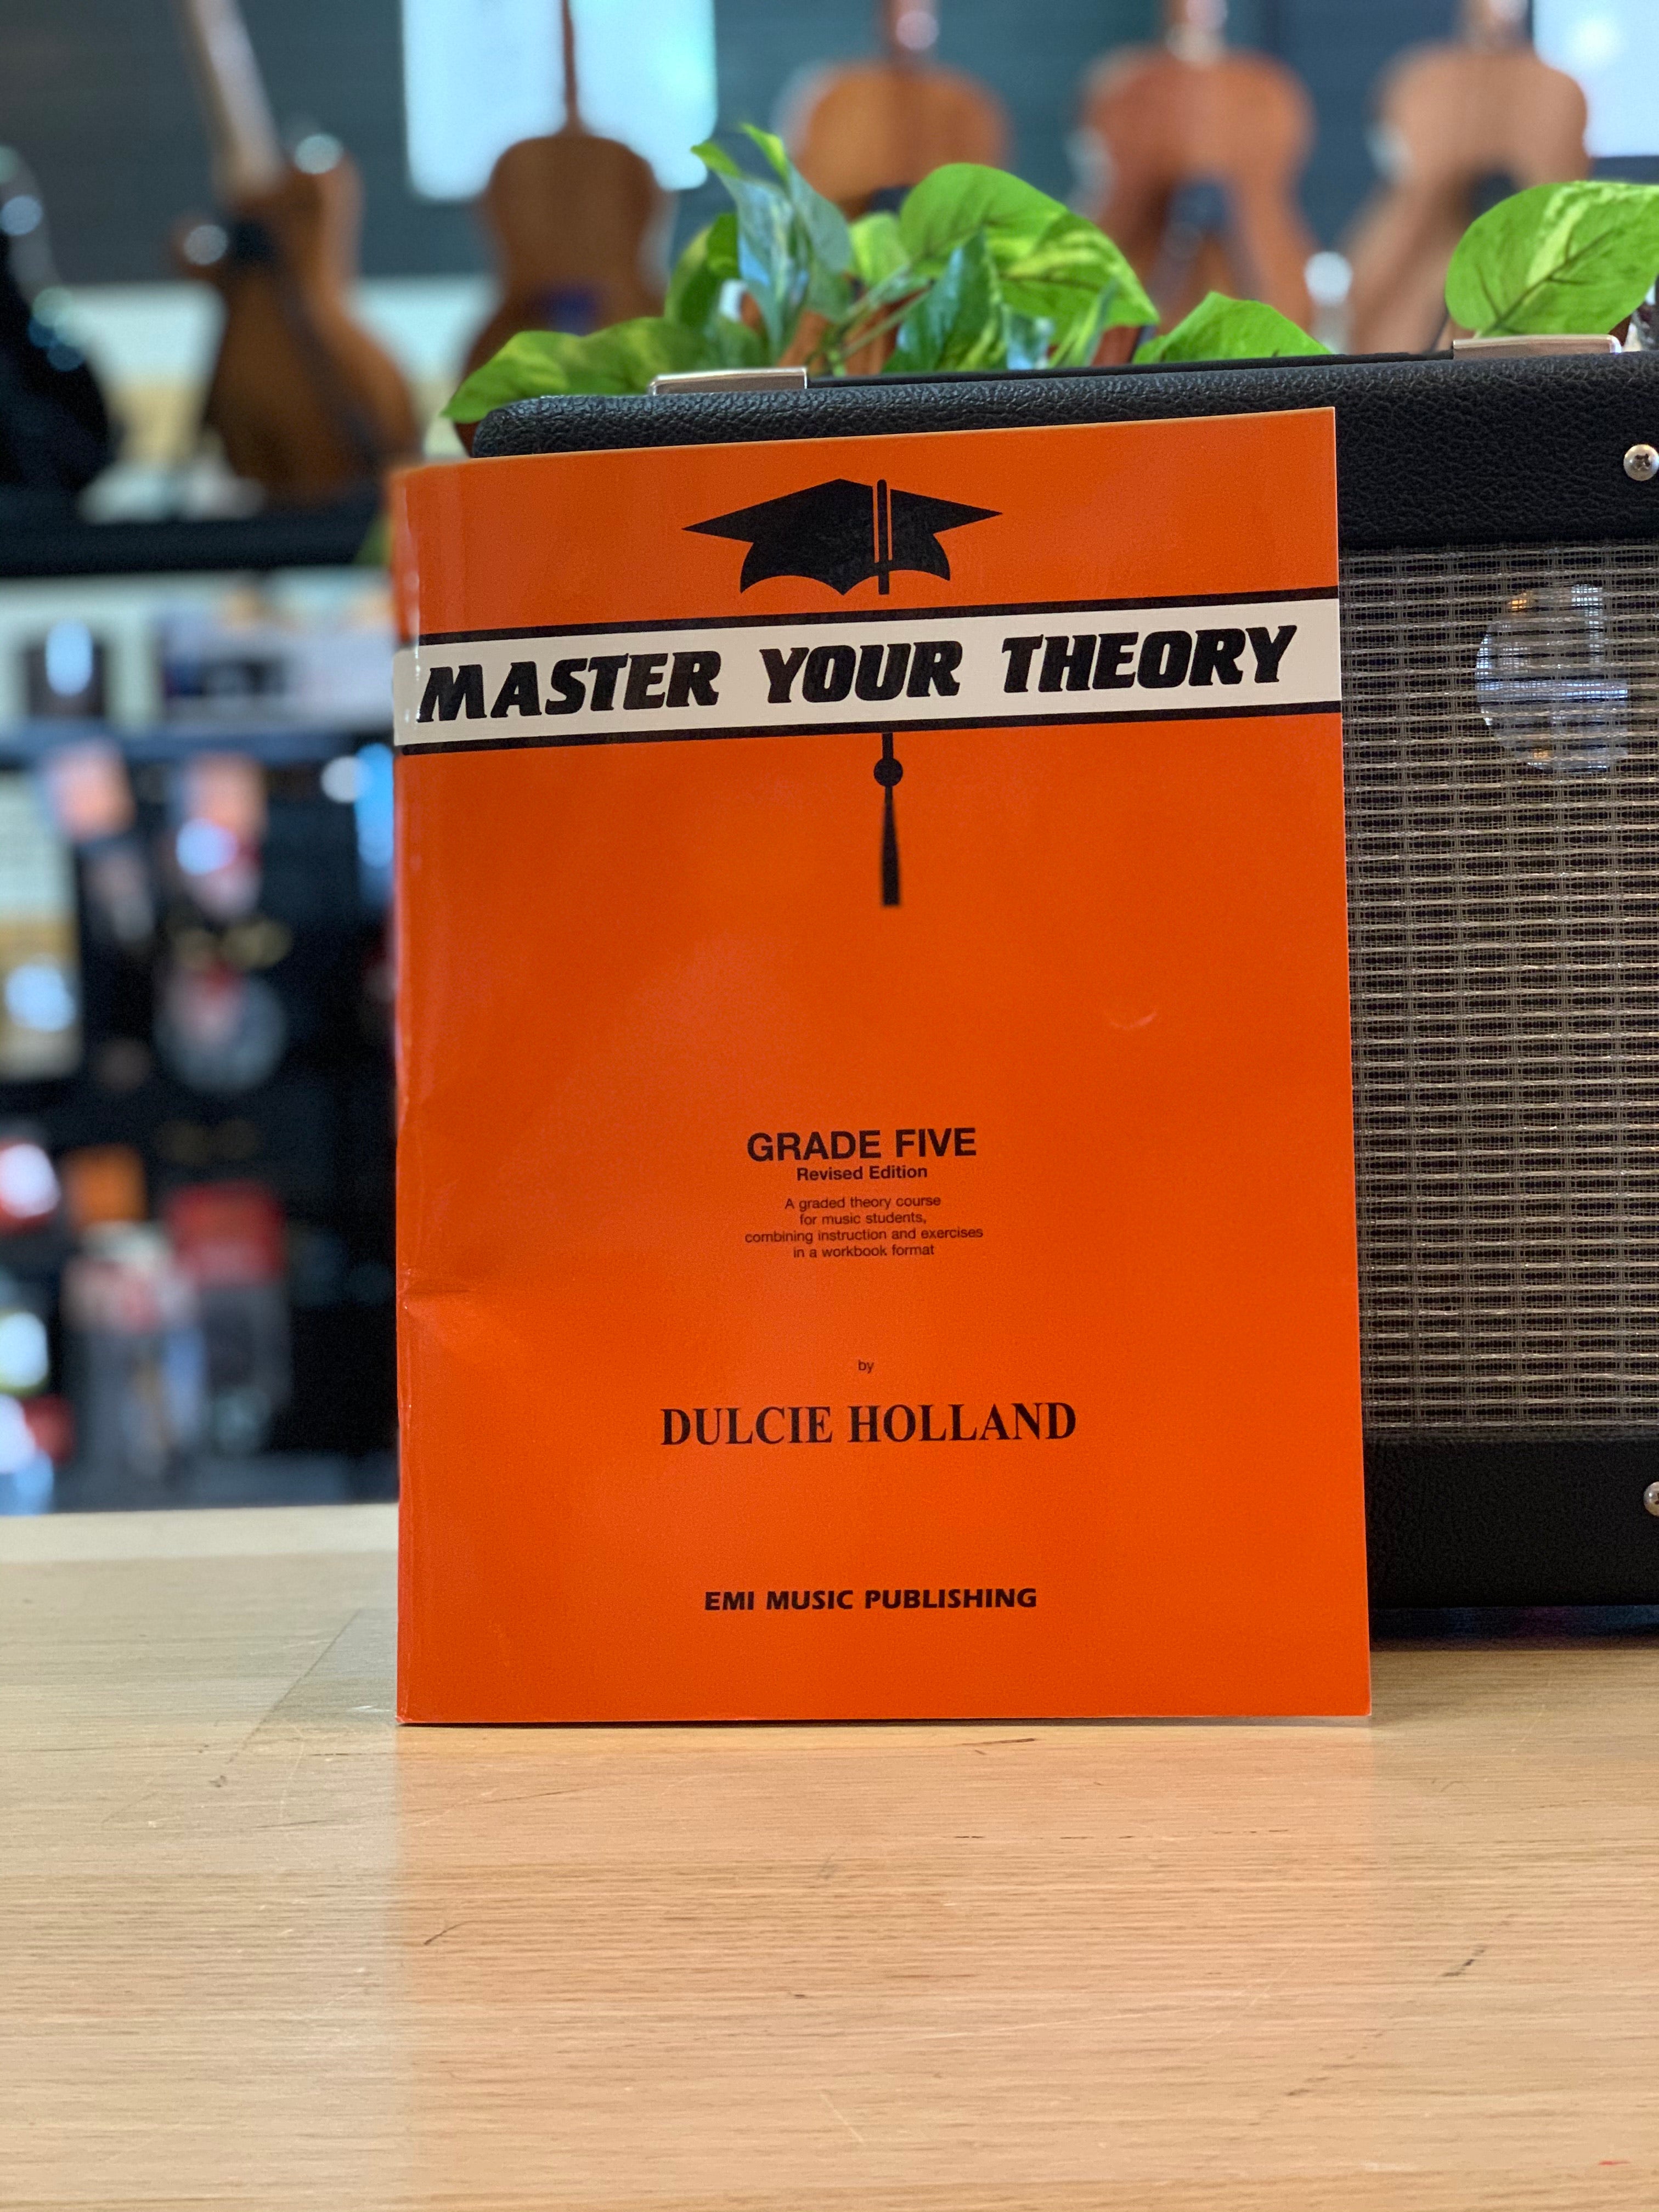 MASTER YOUR THEORY
GRADE FIVE
Revised Edition
A graded theory course
for music students,
combining instruction and exercises
in a workbook format
by
DULCIE HOLLAND
EMI MUSIC PUBLISHING